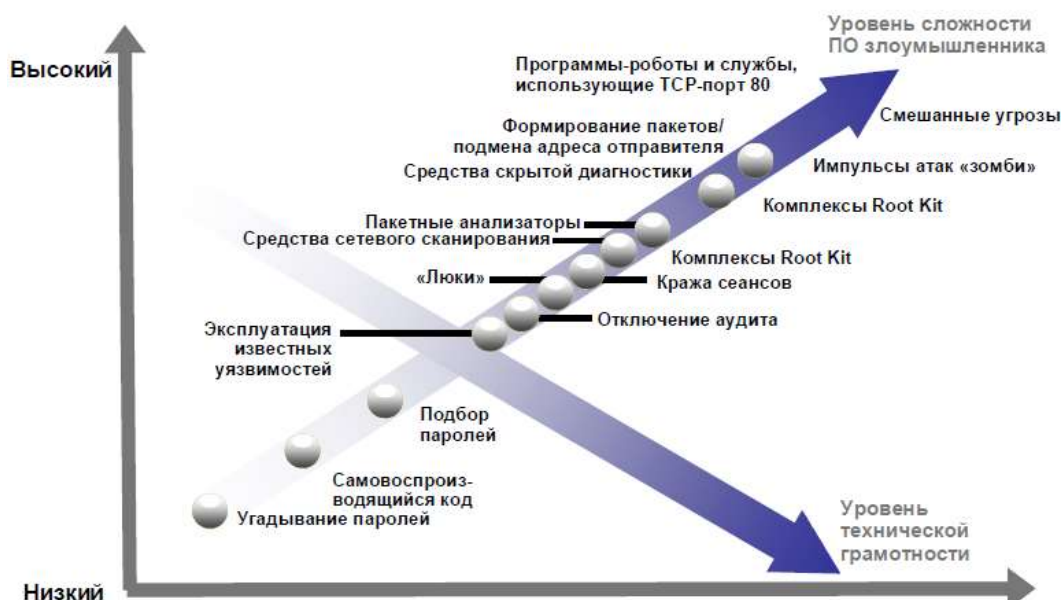 Уровень сложности
ПО злоумышленника
Высокий
Программы-роботы и службы,
использующие TCP-порт 80
Смешанные угрозы
Формирование пакетов/
подмена адреса отправителя
Средства скрытой диагностики
Импульсы атак «зомби»
Комплексы Root Kit
Пакетные анализаторы
Средства сетевого сканирования
Комплексы Root Kit
«Люки»
Кража сеансов
Отключение аудита
Эксплуатация
известных
уязвимостей
Подбор
паролей
Самовоспроиз-
водящийся код
Угадывание паролей
Уровень
технической
грамотности
Низкий